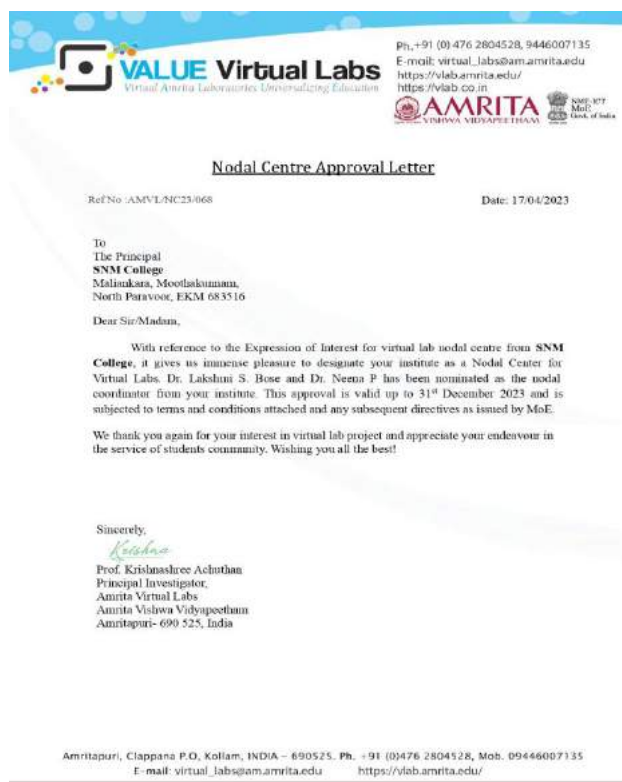 Ph.+91 (0) 476 2804528, 9446007135
E-mail: virtual_labs@am.amrita.edu
https://vlab.amrita.edu/
https://vlab.co.in
VALUE Virtual Labs
Virtual Amrita Laboratories Universalizing Education
AMRITA
VISHWA VIDYAPEETHAM
NME-ICT
MoE
Govt. of India
Nodal Centre Approval Letter
Ref No :AMVL/NC23/068
Date: 17/04/2023
To
The Principal
SNM College
Maliankara, Moothakunnam,
North Paravoor, EKM 683516
Dear Sir/Madam,
With reference to the Expression of Interest for virtual lab nodal centre from SNM
College, it gives us immense pleasure to designate your institute as a Nodal Center for
Virtual Labs. Dr. Lakshmi S. Bose and Dr. Neema P has been nominated as the nodal
coordinator from your institute. This approval is valid up to 31st December 2023 and is
subjected to terms and conditions attached and any subsequent directives as issued by MoE.
We thank you again for your interest in virtual lab project and appreciate your endeavour in
the service of students community. Wishing you all the best!
Sincerely,
Krishna
Prof. Krishnashree Achuthan
Principal Investigator,
Amrita Virtual Labs
Amrita Vishwa Vidyapeetham
Amritapuri- 690 525, India
Amritapuri, Clappana P.O, Kollam, INDIA – 690525. Ph. +91 (0)476 2804528, Mob. 09446007135
E-mail: virtual_labs@am.amrita.edu https://vlab.amrita.edu/